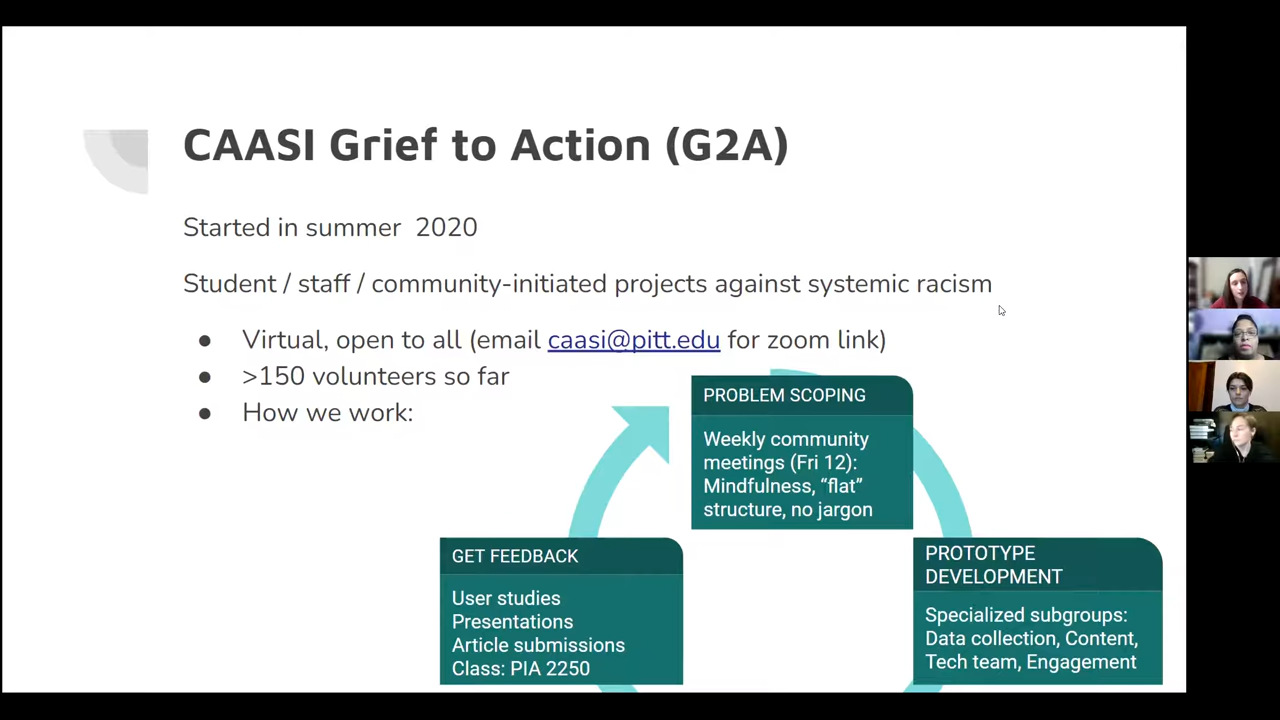 CAASI Grief to Action (G2A)
Started in summer 2020
Student / staff / community-initiated projects against systemic racism
● Virtual, open to all (email caasi@pitt.edu for zoom link)
● >150 volunteers so far
● How we work:
PROBLEM SCOPING
Weekly community
meetings (Fri 12):
Mindfulness, “flat”
structure, no jargon
GET FEEDBACK
User studies
Presentations
Article submissions
Class: PIA 2250
PROTOTYPE
DEVELOPMENT
Specialized subgroups:
Data collection, Content,
Tech team, Engagement